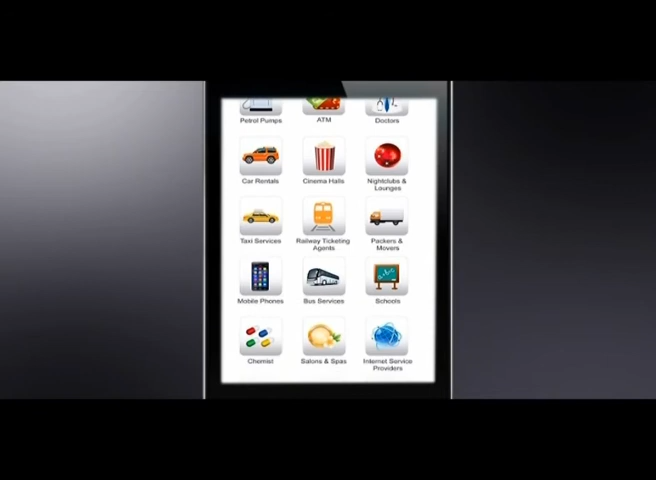 Petrol Pumps
ATM
Doctors
Car Rentals
Cinema Halls
Nightclubs &
Lounges
Taxi Services
Railway Ticketing
Agents
Packers &
Movers
Mobile Phones
Bus Services
Schools
Chemist
Salons & Spas
Internet Service
Providers